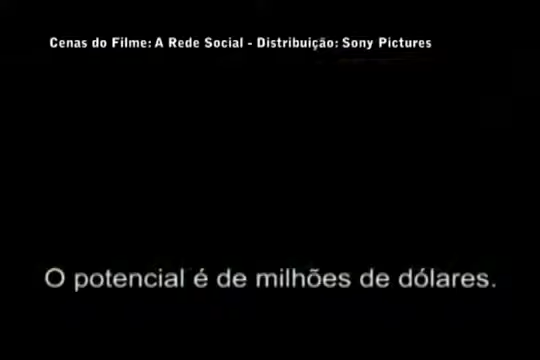 Cenas do Filme: A Rede Social - Distribuição: Sony Pictures
O potencial é de milhões de dólares.